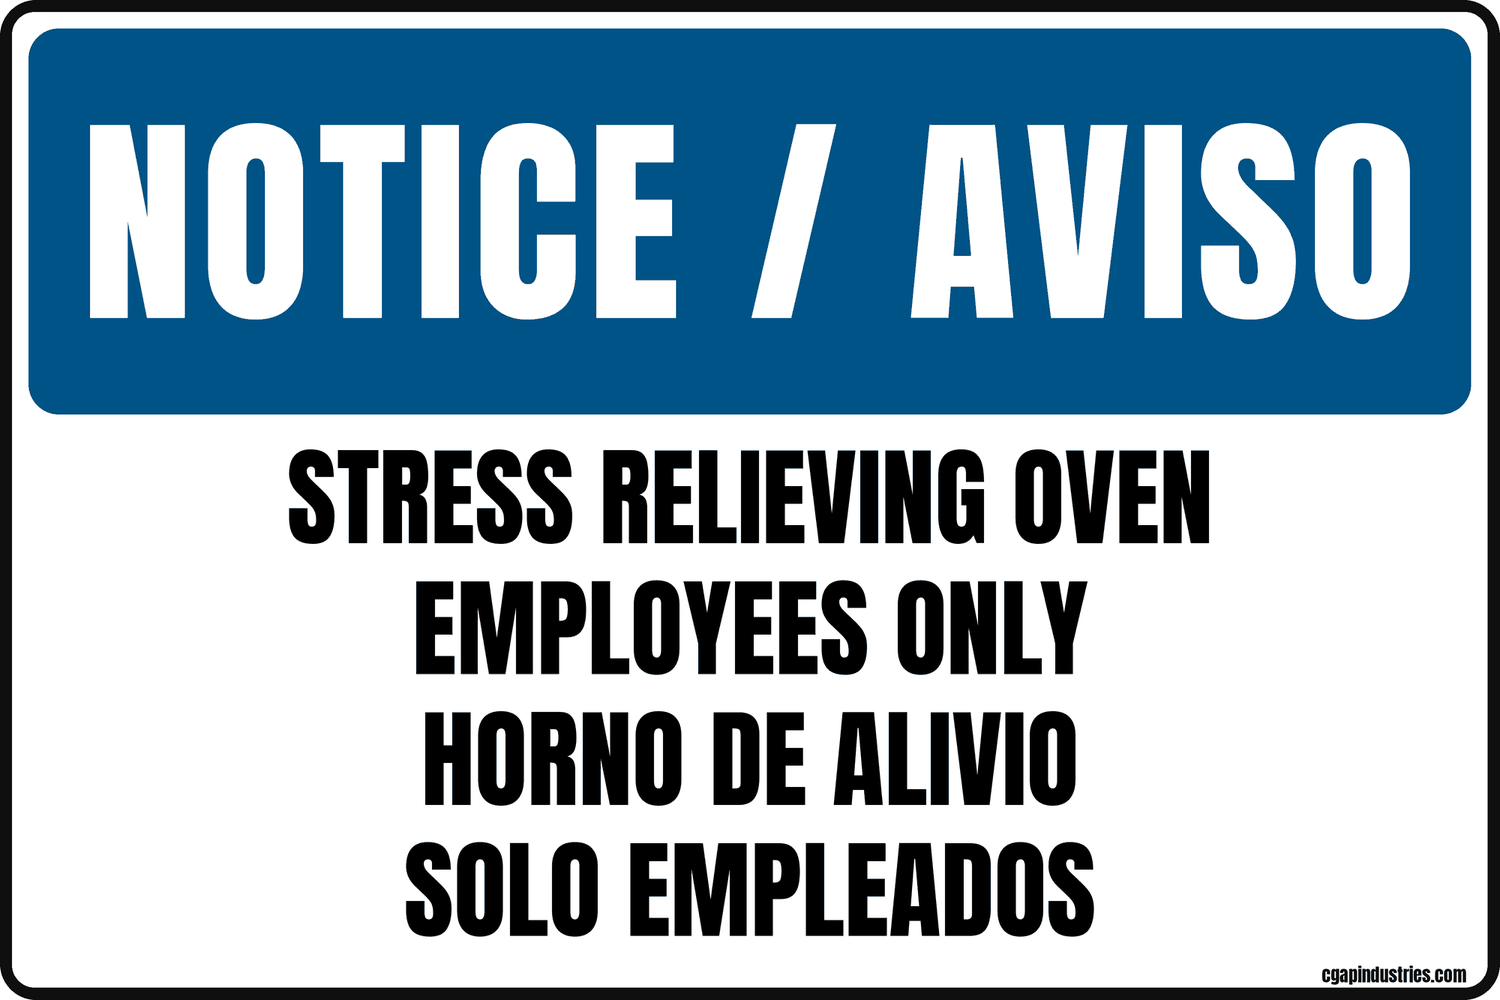 NOTICE / AVISO
STRESS RELIEVING OVEN
EMPLOYEES ONLY
HORNO DE ALIVIO
SOLO EMPLEADOS
cgapindustries.com